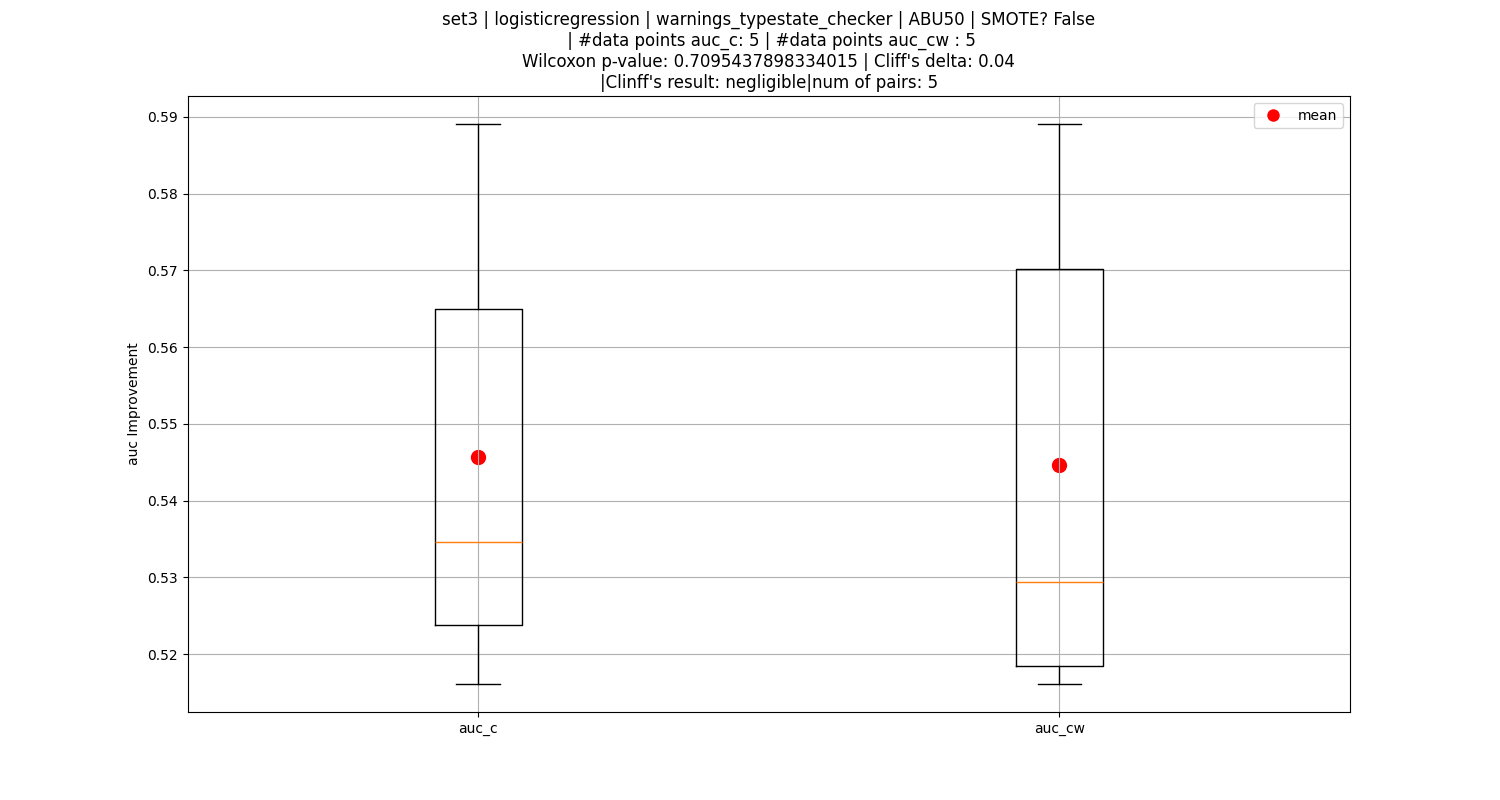 set3 | logisticregression | warnings_typestate_checker | ABU50 | SMOTE? False
| #data points auc_c: 5 | #data points auc_cw : 5
Wilcoxon p-value: 0.7095437898334015 | Cliff's delta: 0.04
|Clinff's result: negligible|num of pairs: 5
mean
0.59
0.58
0.57
0.56
0.55
0.54
0.53
0.52
auc Improvement
auc_c
auc_cw